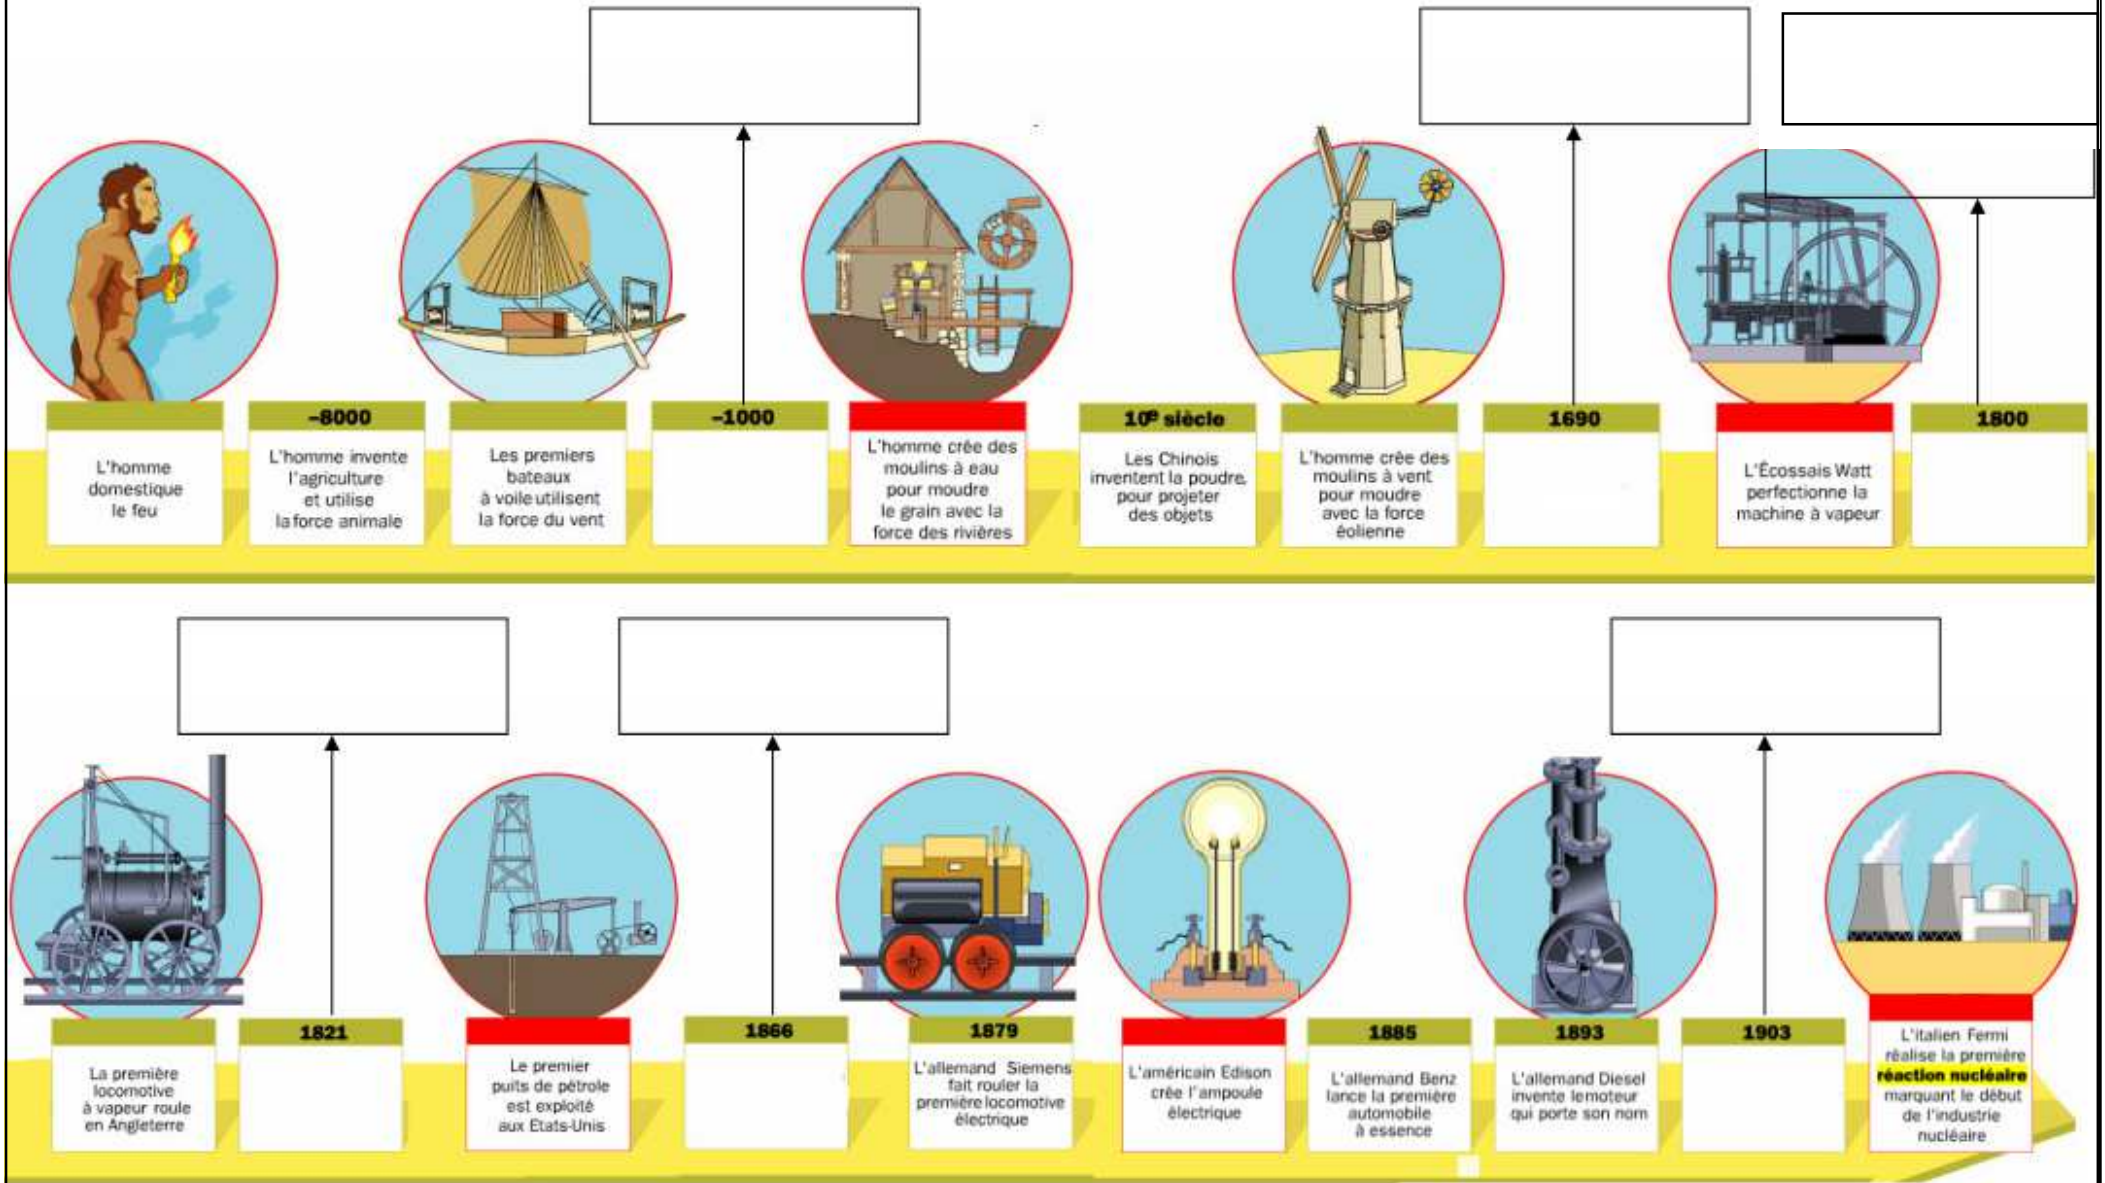 L'homme
domestique
le feu
–8000
L'homme invente
l'agriculture
et utilise
la force animale
Les premiers
bateaux
à voile utilisent
la force du vent
–1000
L'homme crée des
moulins à eau
pour moudre
le grain avec la
force des rivières
10e siècle
Les Chinois
inventent la poudre,
pour projeter
des objets
L'homme crée des
moulins à vent
pour moudre
avec la force
éolienne
1690
L'Écossais Watt
perfectionne la
machine à vapeur
1800
La première
locomotive
à vapeur roule
en Angleterre
1821
Le premier
puits de pétrole
est exploité
aux Etats-Unis
1866
1879
L'allemand Siemens
fait rouler la
première locomotive
électrique
L'américain Edison
crée l'ampoule
électrique
1885
L'allemand Benz
lance la première
automobile
à essence
1893
L'allemand Diesel
invente lemoteur
qui porte son nom
1903
L'italien Fermi
réalise la première
réaction nucléaire
marquant le début
de l'industrie
nucléaire